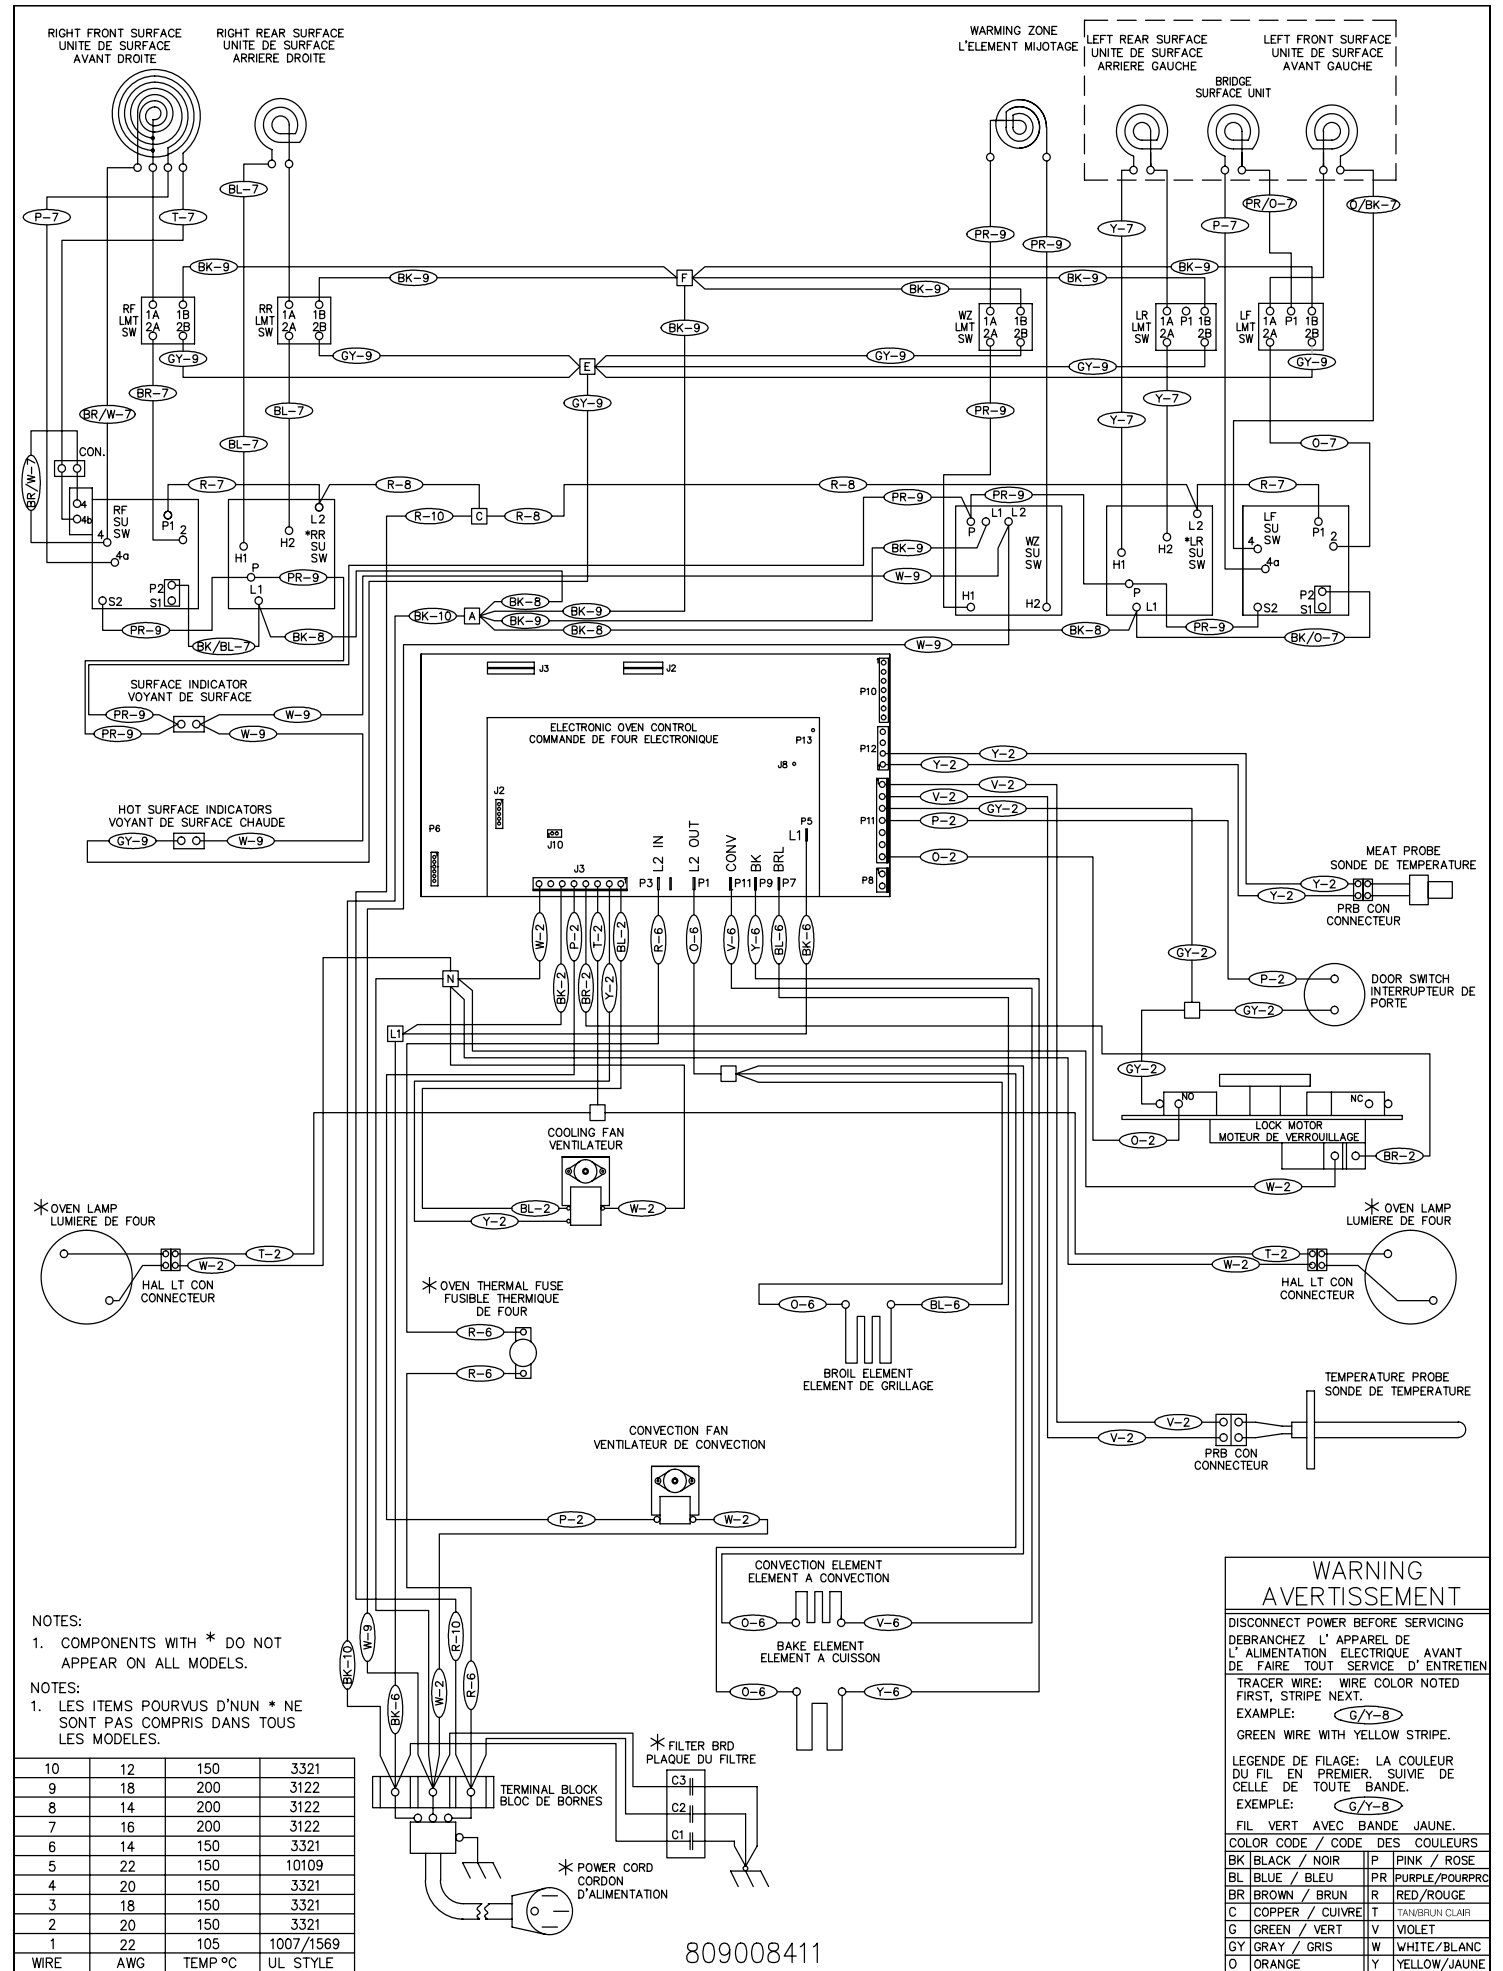 RIGHT FRONT SURFACE
UNITE DE SURFACE
AVANT DROITE
RIGHT REAR SURFACE
UNITE DE SURFACE
ARRIERE DROITE
WARMING ZONE
L'ELEMENT MIJOTAGE
LEFT REAR SURFACE
UNITE DE SURFACE
ARRIERE GAUCHE
BRIDGE
SURFACE UNIT
LEFT FRONT SURFACE
UNITE DE SURFACE
AVANT GAUCHE
P-7
T-7
BL-7
PR-9
PR-9
Y-7
P-7
PR/O-7
O/BK-7
BK-9
BK-9
F
BK-9
BK-9
BK-9
RF
LMT
SW
1A 1B
2A 2B
RR
LMT
SW
1A 1B
2A 2B
BK-9
WZ
LMT
SW
1A 1B
2A 2B
LR
LMT
SW
1A P1 1B
2A 2B
LF
LMT
SW
1A P1 1B
2A 2B
GY-9
GY-9
E
GY-9
GY-9
GY-9
BR-7
GY-9
BR/W-7
BL-7
PR-9
Y-7
Y-7
BL-7
O-7
CON.
BR/W-7
R-7
R-8
R-8
PR-9
PR-9
R-7
R-10
C
R-8
4
4b
4
4a
RF
SU
SW
P1
2
P2
S1
S2
L2
*RR
SU
SW
H1
H2
P
L1
PR-9
P
L1 L2
WZ
SU
SW
H1
H2
BK-9
W-9
L2
*LR
SU
SW
H1
H2
P
L1
LF
SU
SW
P1
4
2
4a
P2
S1
S2
PR-9
BK/BL-7
BK-8
BK-10
A
BK-8
BK-9
BK-9
BK-8
BK-8
PR-9
BK/O-7
W-9
SURFACE INDICATOR
VOYANT DE SURFACE
PR-9
W-9
PR-9
W-9
HOT SURFACE INDICATORS
VOYANT DE SURFACE CHAUDE
GY-9
W-9
J3
J2
P10
ELECTRONIC OVEN CONTROL
COMMANDE DE FOUR ELECTRONIQUE
P13
P12
J8
J2
P6
J10
P5
L1
P11
P8
J3
P3
L2 IN
L2 OUT
P1
CONV
P11
BK
P9
BRL
P7
Y-2
Y-2
V-2
V-2
GY-2
P-2
O-2
MEAT PROBE
SONDE DE TEMPERATURE
Y-2
Y-2
PRB CON
CONNECTEUR
W-2
BK-2
P-2
BR-2
T-2
Y-2
BL-2
R-6
O-6
V-6
Y-6
BL-6
BK-6
N
L1
GY-2
P-2
GY-2
DOOR SWITCH
INTERRUPTEUR DE
PORTE
GY-2
NO
NC
LOCK MOTOR
MOTEUR DE VERROUILLAGE
O-2
BR-2
W-2
COOLING FAN
VENTILATEUR
BL-2
W-2
Y-2
* OVEN LAMP
LUMIERE DE FOUR
T-2
W-2
HAL LT CON
CONNECTEUR
* OVEN LAMP
LUMIERE DE FOUR
T-2
W-2
HAL LT CON
CONNECTEUR
* OVEN THERMAL FUSE
FUSIBLE THERMIQUE
DE FOUR
R-6
R-6
O-6
BL-6
BROIL ELEMENT
ELEMENT DE GRILLAGE
TEMPERATURE PROBE
SONDE DE TEMPERATURE
V-2
V-2
PRB CON
CONNECTEUR
CONVECTION FAN
VENTILATEUR DE CONVECTION
P-2
W-2
CONVECTION ELEMENT
ELEMENT A CONVECTION
O-6
V-6
BAKE ELEMENT
ELEMENT A CUISSON
O-6
Y-6
BK-10
W-9
BK-6
W-2
R-10
R-6
* FILTER BRD
PLAQUE DU FILTRE
C3
C2
C1
TERMINAL BLOCK
BLOC DE BORNES
* POWER CORD
CORDON
D'ALIMENTATION
809008411
NOTES:
1. COMPONENTS WITH * DO NOT
APPEAR ON ALL MODELS.
NOTES:
1. LES ITEMS POURVUS D'NUN * NE
SONT PAS COMPRIS DANS TOUS
LES MODELES.
10 12 150 3321
9 18 200 3122
8 14 200 3122
7 16 200 3122
6 14 150 3321
5 22 150 10109
4 20 150 3321
3 18 150 3321
2 20 150 3321
1 22 105 1007/1569
WIRE AWG TEMP °C UL STYLE
WARNING
AVERTISSEMENT
DISCONNECT POWER BEFORE SERVICING
DEBRANCHEZ L' APPAREL DE
L' ALIMENTATION ELECTRIQUE AVANT
DE FAIRE TOUT SERVICE D' ENTRETIEN
TRACER WIRE: WIRE COLOR NOTED
FIRST, STRIPE NEXT.
EXAMPLE: G/Y-8
GREEN WIRE WITH YELLOW STRIPE.
LEGENDE DE FILAGE: LA COULEUR
DU FIL EN PREMIER. SUIVIE DE
CELLE DE TOUTE BANDE.
EXEMPLE: G/Y-8
FIL VERT AVEC BANDE JAUNE.
COLOR CODE / CODE DES COULEURS
BK BLACK / NOIR P PINK / ROSE
BL BLUE / BLEU PR PURPLE/POURPRC
BR BROWN / BRUN R RED/ROUGE
C COPPER / CUIVRE T TAN/BRUN CLAIR
G GREEN / VERT V VIOLET
GY GRAY / GRIS W WHITE/BLANC
O ORANGE Y YELLOW/JAUNE